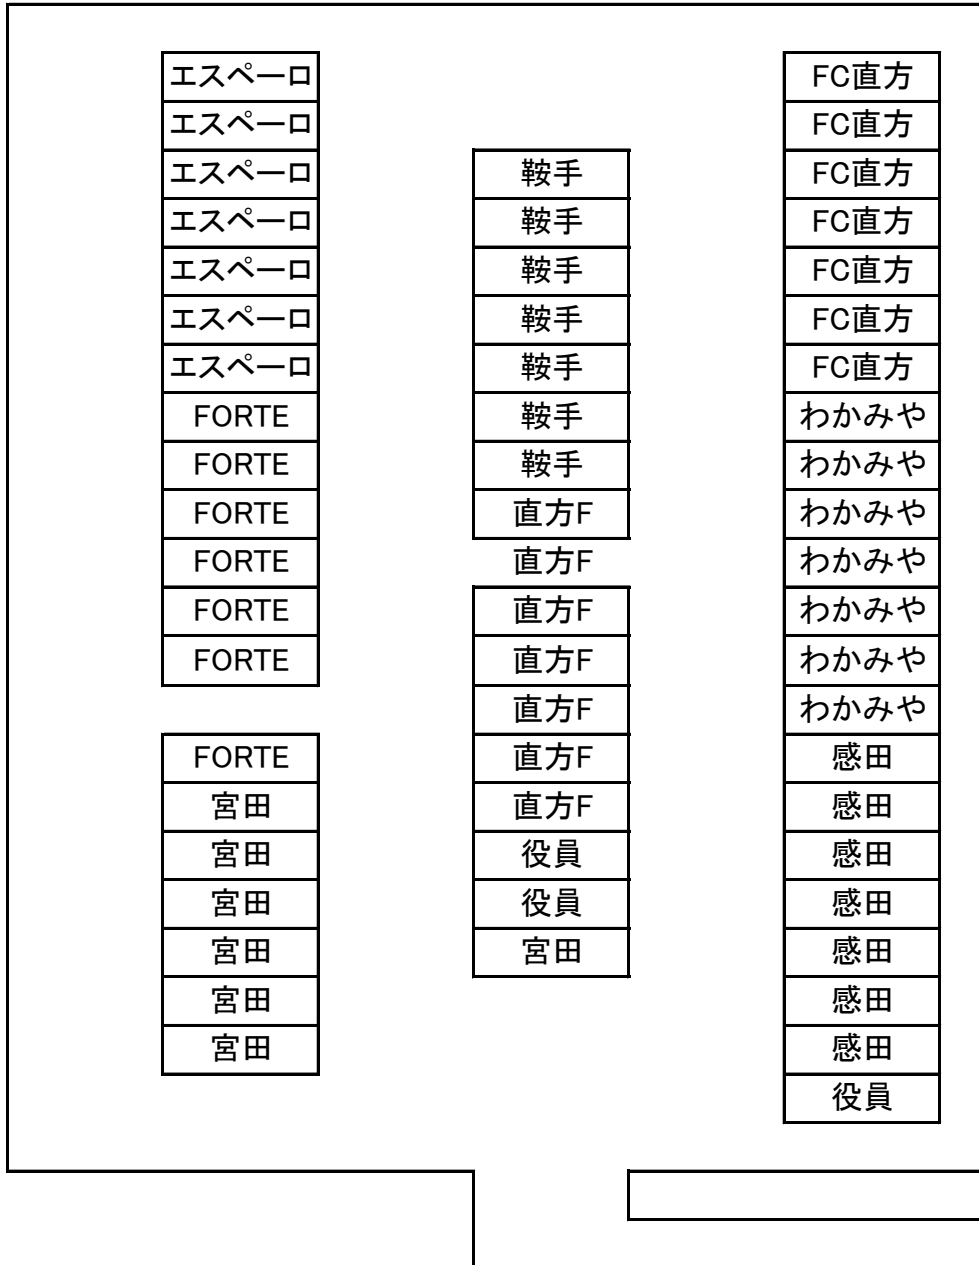 エスペーロ
エスペーロ
エスペーロ
エスペーロ
エスペーロ
エスペーロ
エスペーロ
FORTE
FORTE
FORTE
FORTE
FORTE
FORTE
FORTE
宮田
宮田
宮田
宮田
宮田
宮田
鞍手
鞍手
鞍手
鞍手
鞍手
鞍手
鞍手
直方F
直方F
直方F
直方F
直方F
直方F
直方F
役員
役員
宮田
FC直方
FC直方
FC直方
FC直方
FC直方
FC直方
FC直方
わかみや
わかみや
わかみや
わかみや
わかみや
わかみや
わかみや
感田
感田
感田
感田
感田
感田
感田
役員